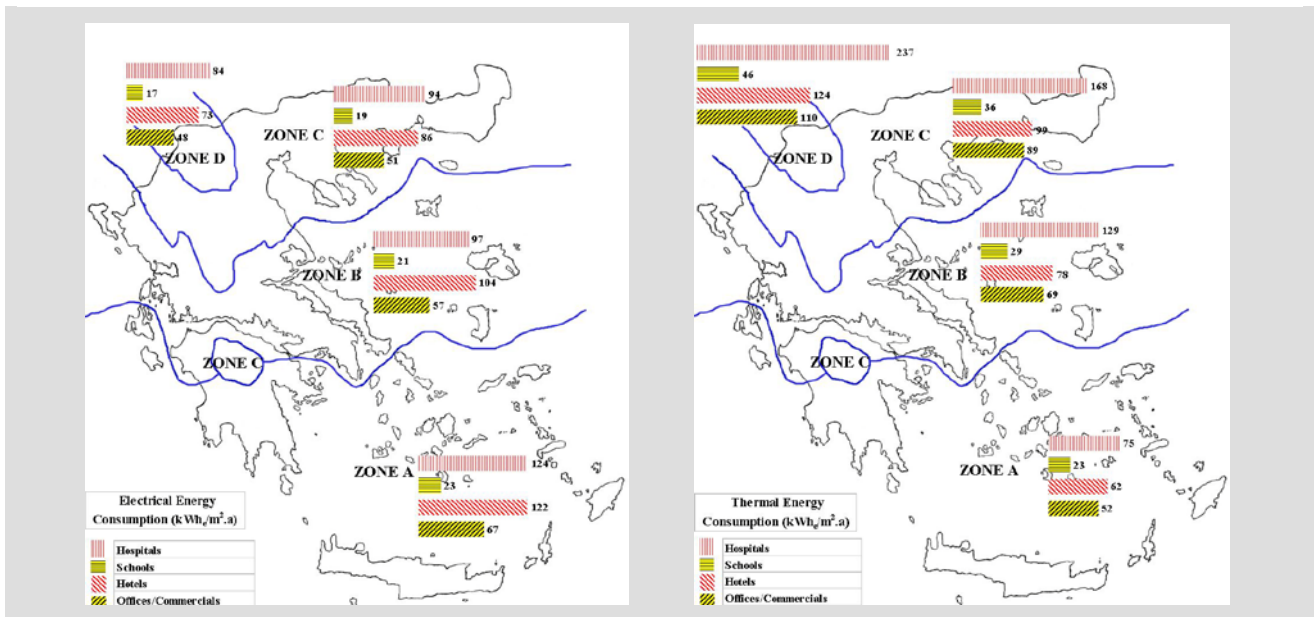 84
17
73
48
ZONE D
ZONE C
94
19
86
51
97
21
104
57
ZONE B
ZONE C
ZONE A
124
23
122
67
Electrical Energy
Consumption (kWhe/m².a)
Hospitals
Schools
Hotels
Offices/Commercials
237
46
124
110
ZONE D
ZONE C
168
36
99
89
129
29
78
69
ZONE B
ZONE C
ZONE A
75
23
62
52
Thermal Energy
Consumption (kWhe/m².a)
Hospitals
Schools
Hotels
Offices/Commercials